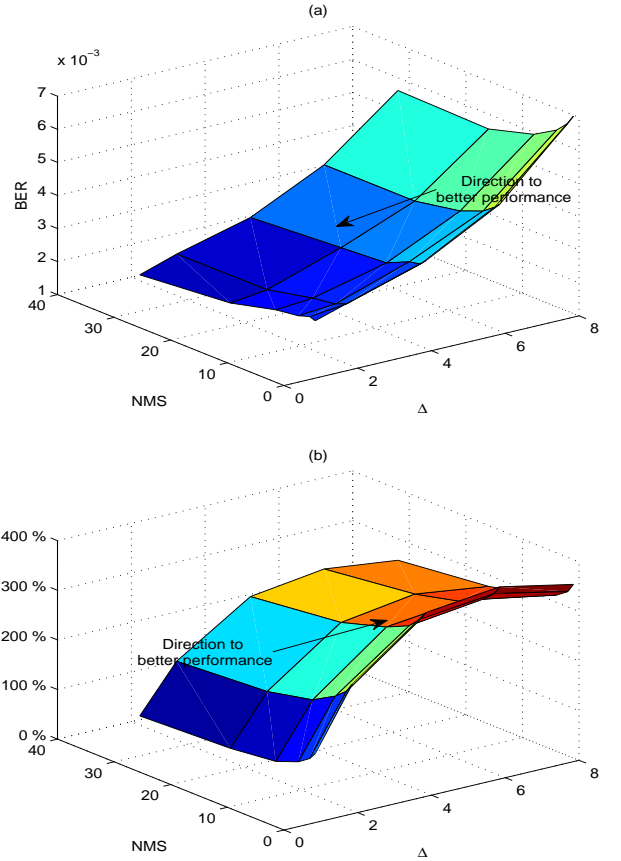 (a)
x 10⁻³
7
6
5
4
3
2
1
BER
40
30
20
10
0
NMS
0
2
4
6
8
Δ
Direction to
better performance
(b)
400 %
300 %
200 %
100 %
0 %
40
30
20
10
0
NMS
0
2
4
6
8
Δ
Direction to
better performance